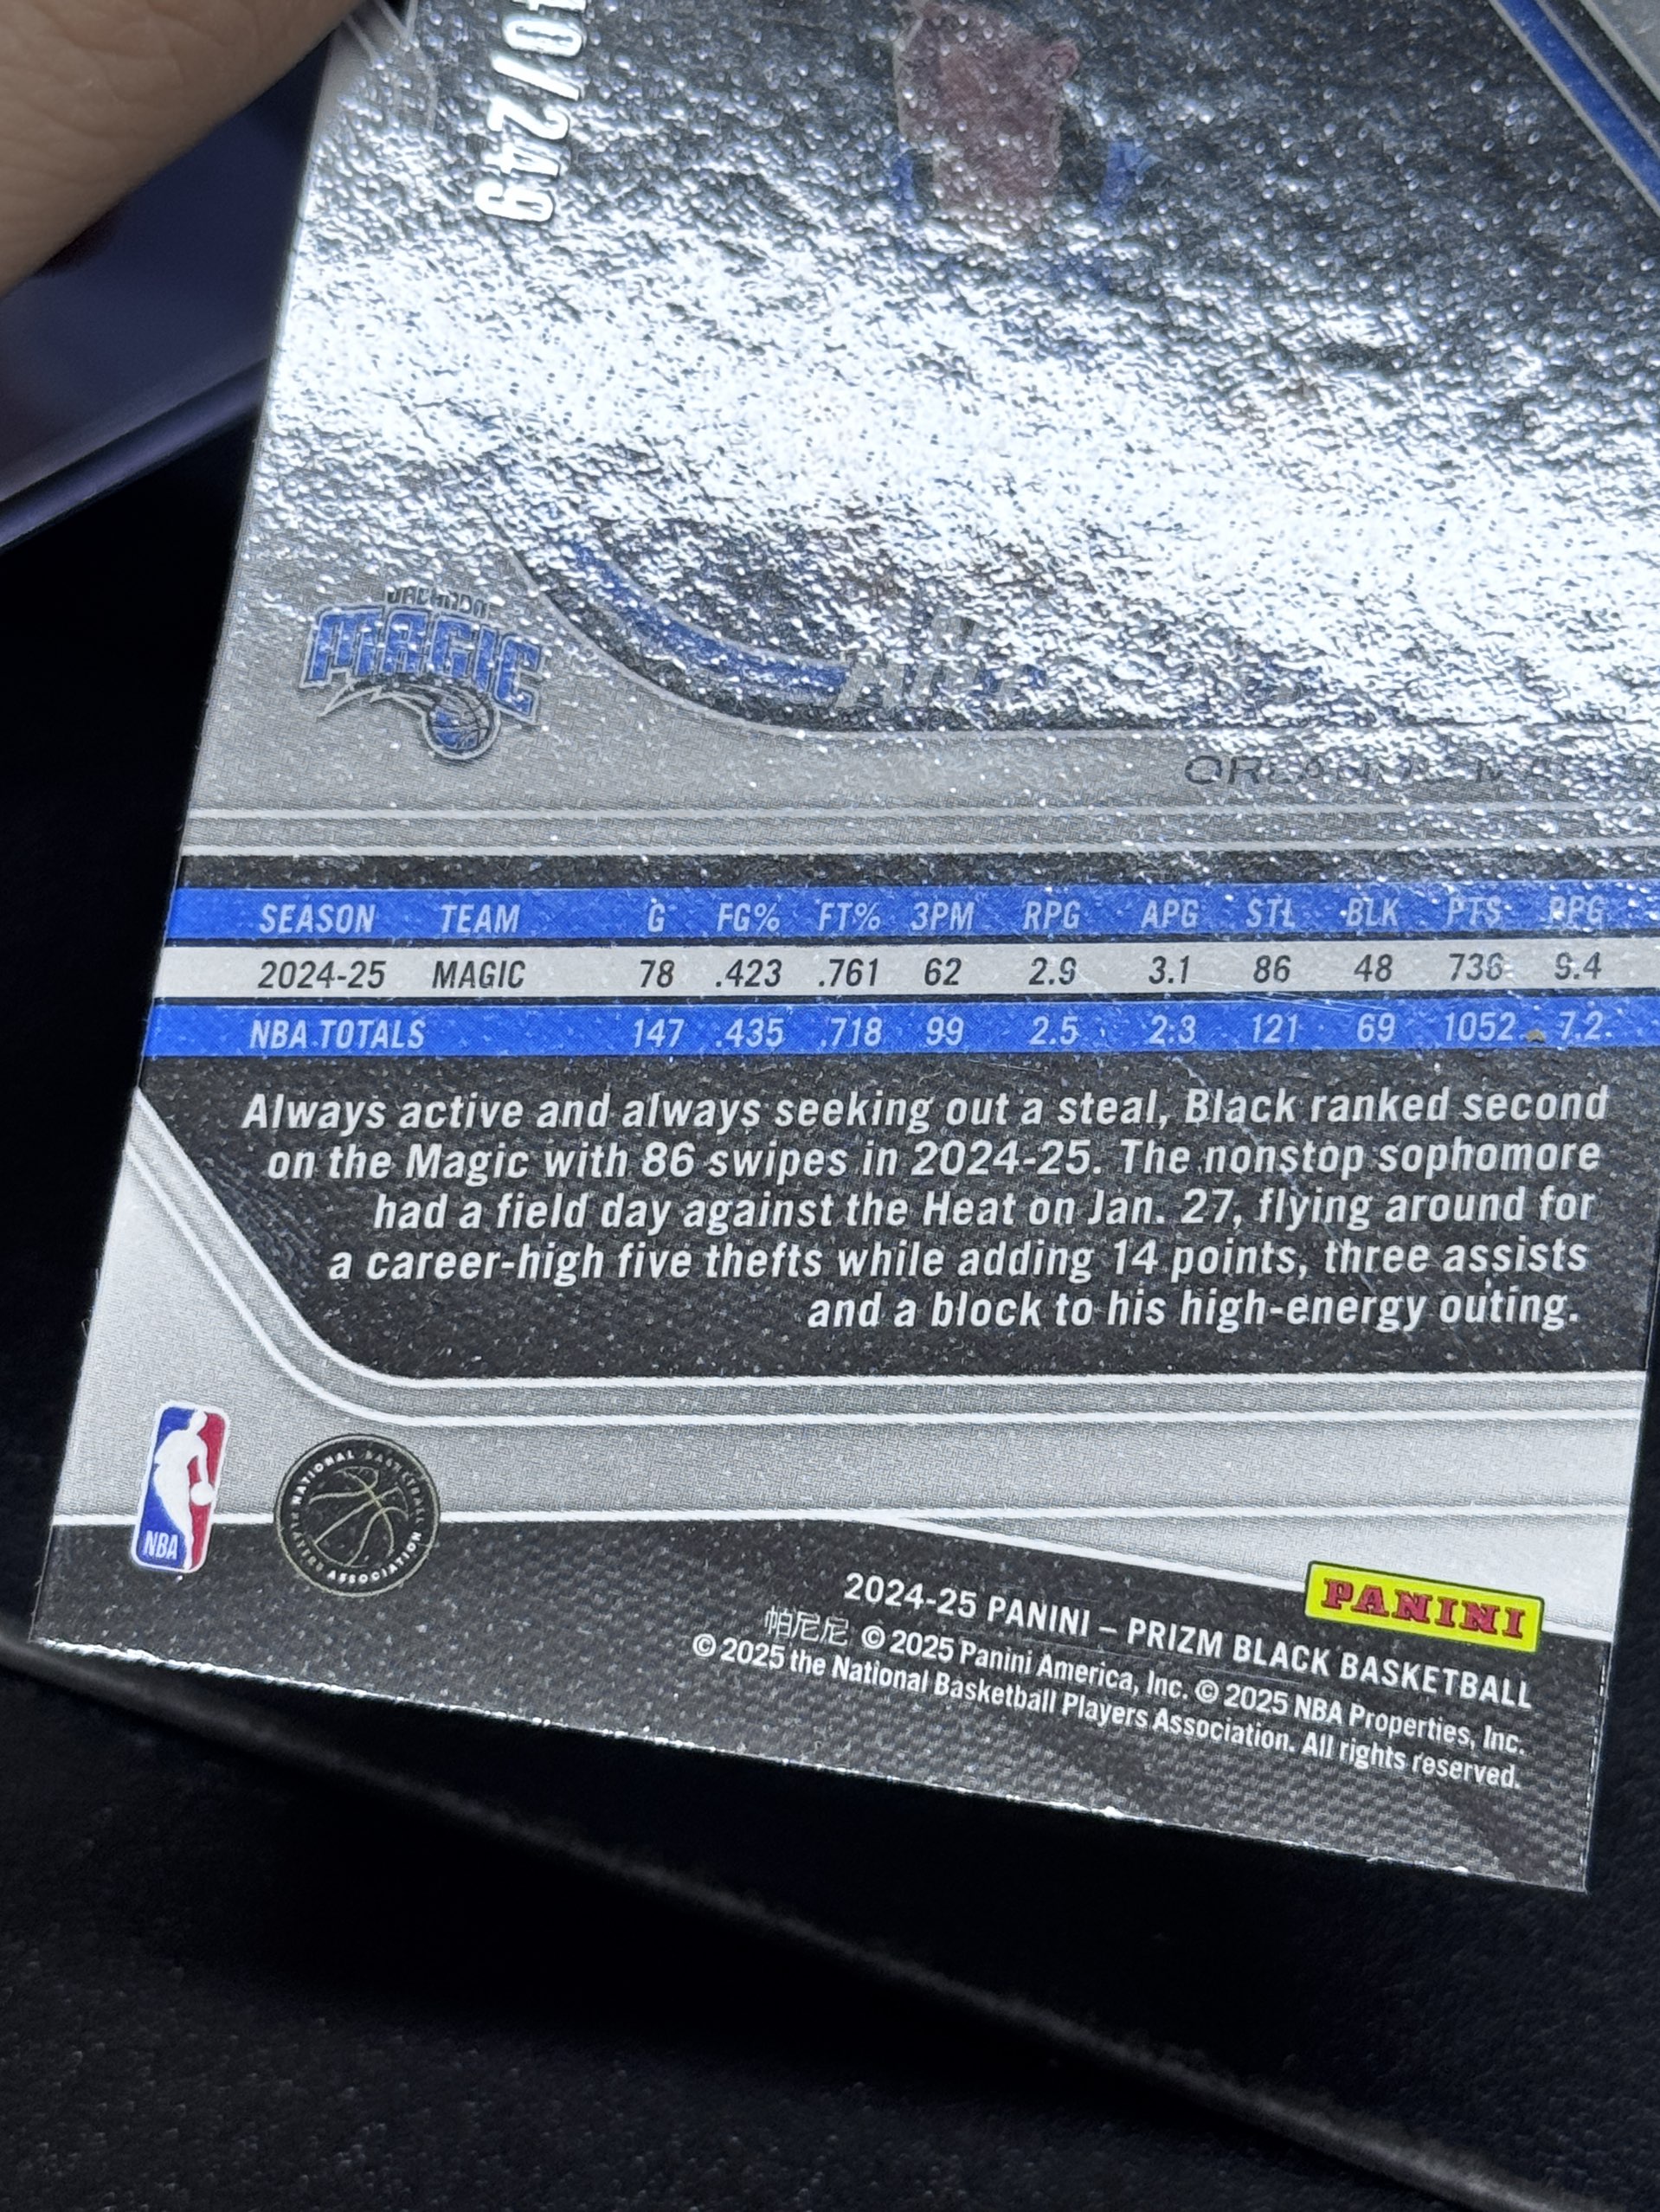 /249
ORLANDO
MAGIC
SEASON TEAM G FG% FT% 3PM RPG APG STL BLK PTS PPG
2024-25 MAGIC 78 .423 .761 62 2.9 3.1 86 48 736 9.4
NBA TOTALS 147 .435 .718 99 2.5 2.3 121 69 1052 7.2
Always active and always seeking out a steal, Black ranked second
on the Magic with 86 swipes in 2024-25. The nonstop sophomore
had a field day against the Heat on Jan. 27, flying around for
a career-high five thefts while adding 14 points, three assists
and a block to his high-energy outing.
NBA
NATIONAL BASKETBALL PLAYERS ASSOCIATION
PANINI
2024-25 PANINI – PRIZM BLACK BASKETBALL
帕尼尼 © 2025 Panini America, Inc. © 2025 NBA Properties, Inc.
© 2025 the National Basketball Players Association. All rights reserved.